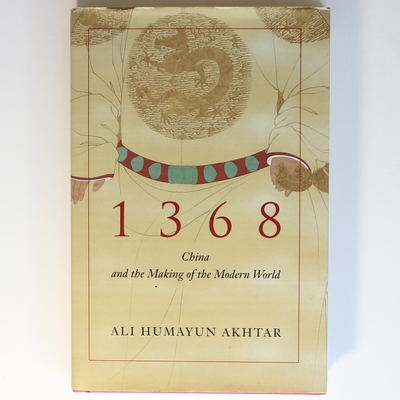 1368
China
and the Making of the Modern World
ALI HUMAYUN AKHTAR